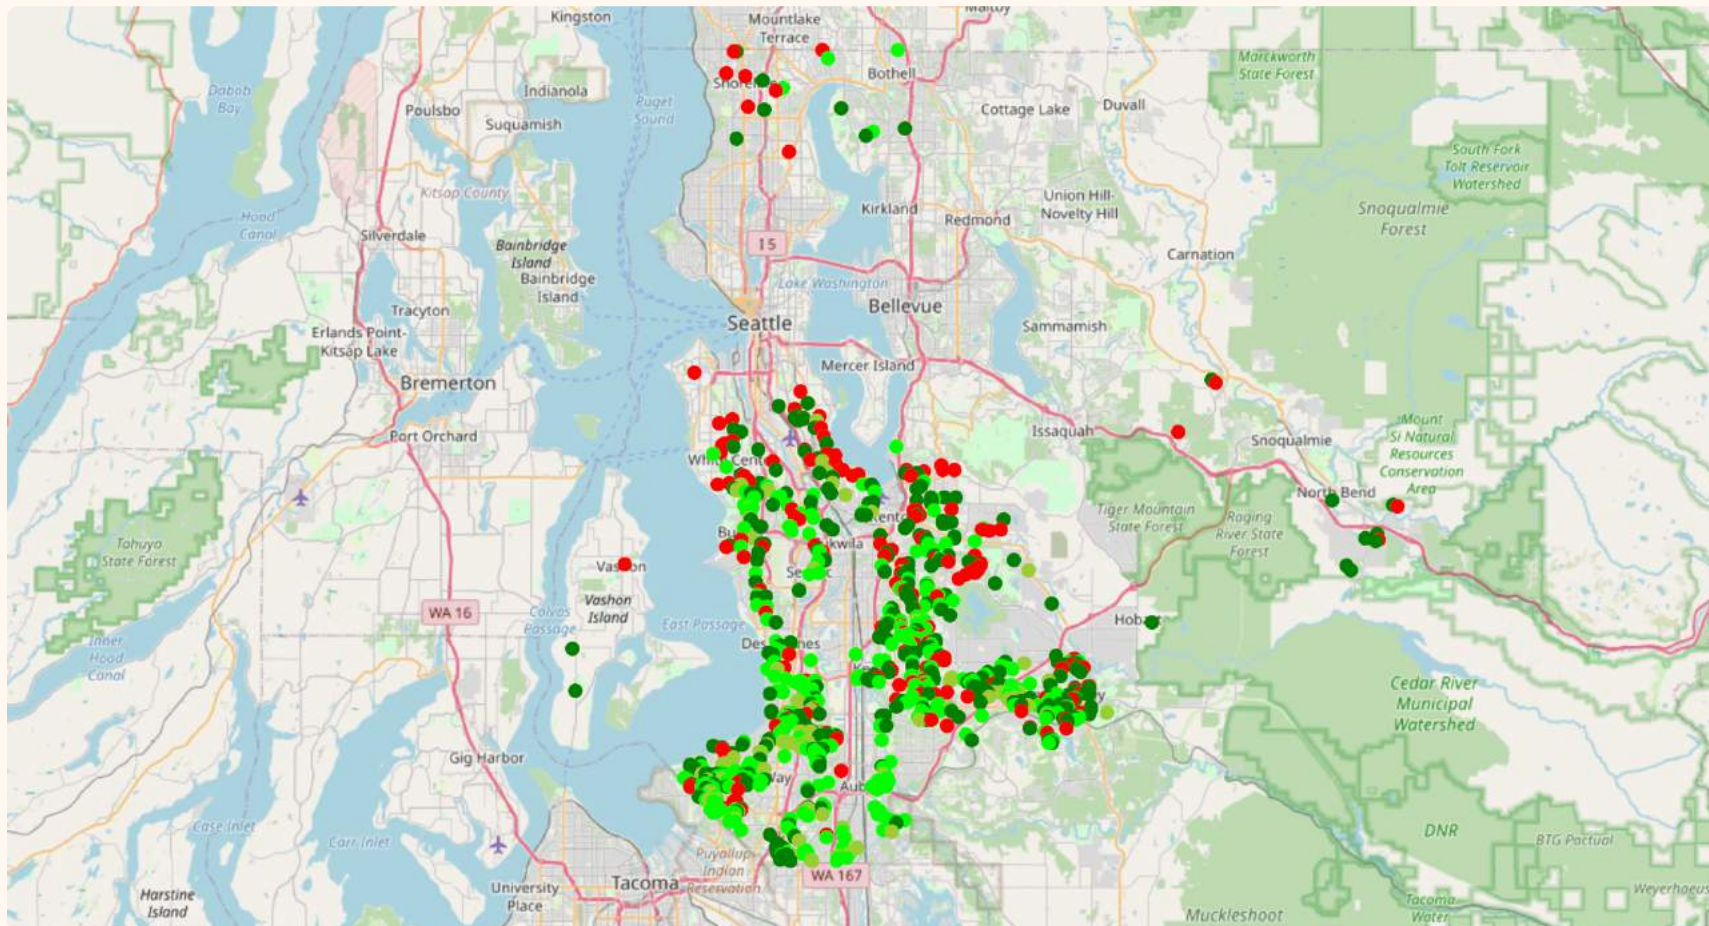 Kingston
Mountlake
Terrace
Maltby
Marckworth
State Forest
Dabob
Bay
Poulsbo
Indianola
Suquamish
Puget
Sound
Bothell
Cottage Lake
Duvall
South Fork
Tolt Reservoir
Watershed
Kitsap County
Hood
Canal
Silverdale
Bainbridge
Island
Bainbridge
Island
I 5
Kirkland
Redmond
Union Hill-
Novelty Hill
Snoqualmie
Forest
Carnation
Lake Washington
Tracyton
Erlands Point-
Kitsap Lake
Seattle
Bellevue
Sammamish
Mercer Island
Bremerton
Port Orchard
Issaquah
Snoqualmie
Mount
Si Natural
Resources
Conservation
Area
North Bend
Tiger Mountain
State Forest
Raging
River State
Forest
Tahuya
State Forest
WA 16
Colvos
Passage
Vashon
Island
East Passage
Inner
Hood
Canal
Cedar River
Municipal
Watershed
Gig Harbor
Case Inlet
Carr Inlet
DNR
BTG Pactual
Puyallup
Indian
Reservation
WA 167
Tacoma
University
Place
Harstine
Island
Muckleshoot
Tacoma
Water
Weyerhaeus